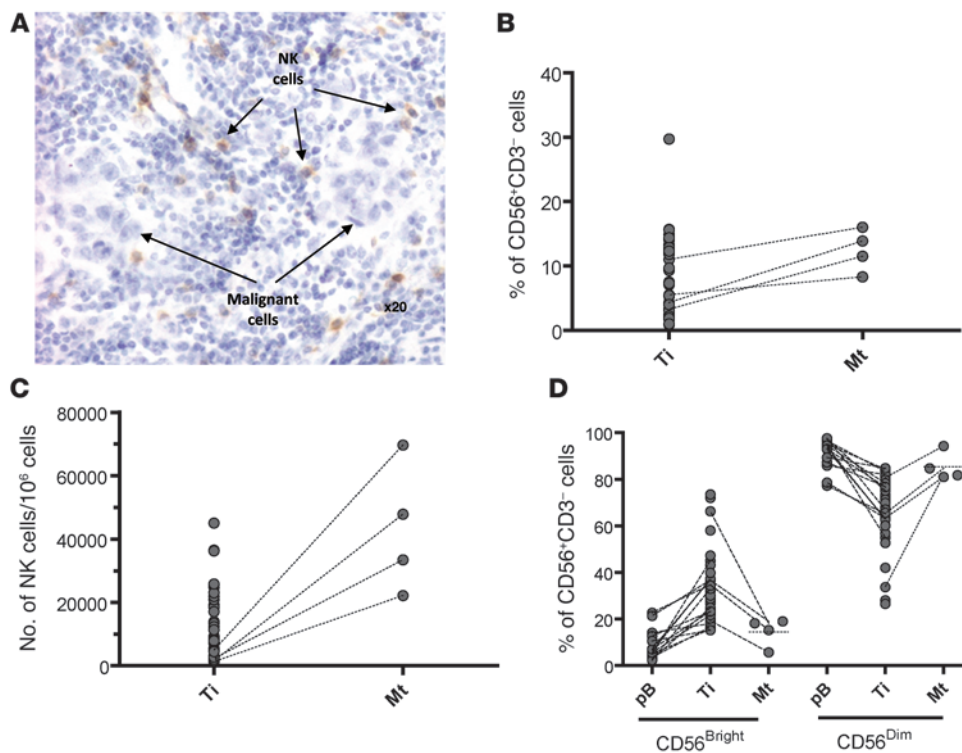 A
NK
cells
Malignant
cells
x20
B
% of CD56⁺CD3⁻ cells
40
30
20
10
0
Ti
Mt
C
No. of NK cells/10⁶ cells
80000
60000
40000
20000
0
Ti
Mt
D
% of CD56⁺CD3⁻ cells
100
80
60
40
20
0
pB
Ti
Mt
pB
Ti
Mt
CD56ᴮʳⁱᵍʰᵗ
CD56ᴰⁱᵐ